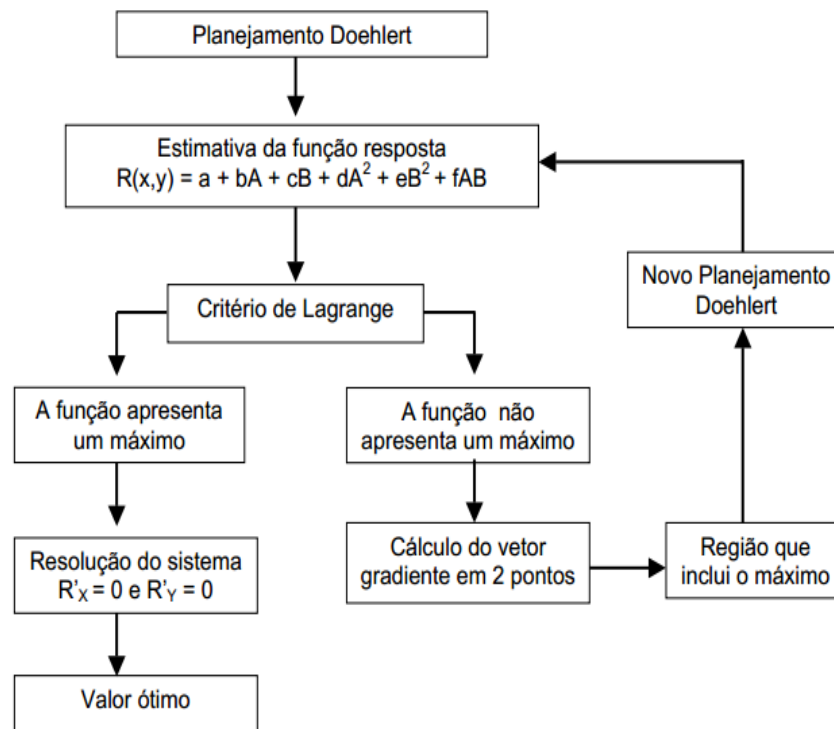 Planejamento Doehlert
Estimativa da função resposta
R(x,y) = a + bA + cB + dA² + eB² + fAB
Novo Planejamento
Doehlert
Critério de Lagrange
A função apresenta
um máximo
A função não
apresenta um máximo
Resolução do sistema
R'X = 0 e R'Y = 0
Cálculo do vetor
gradiente em 2 pontos
Região que
inclui o máximo
Valor ótimo